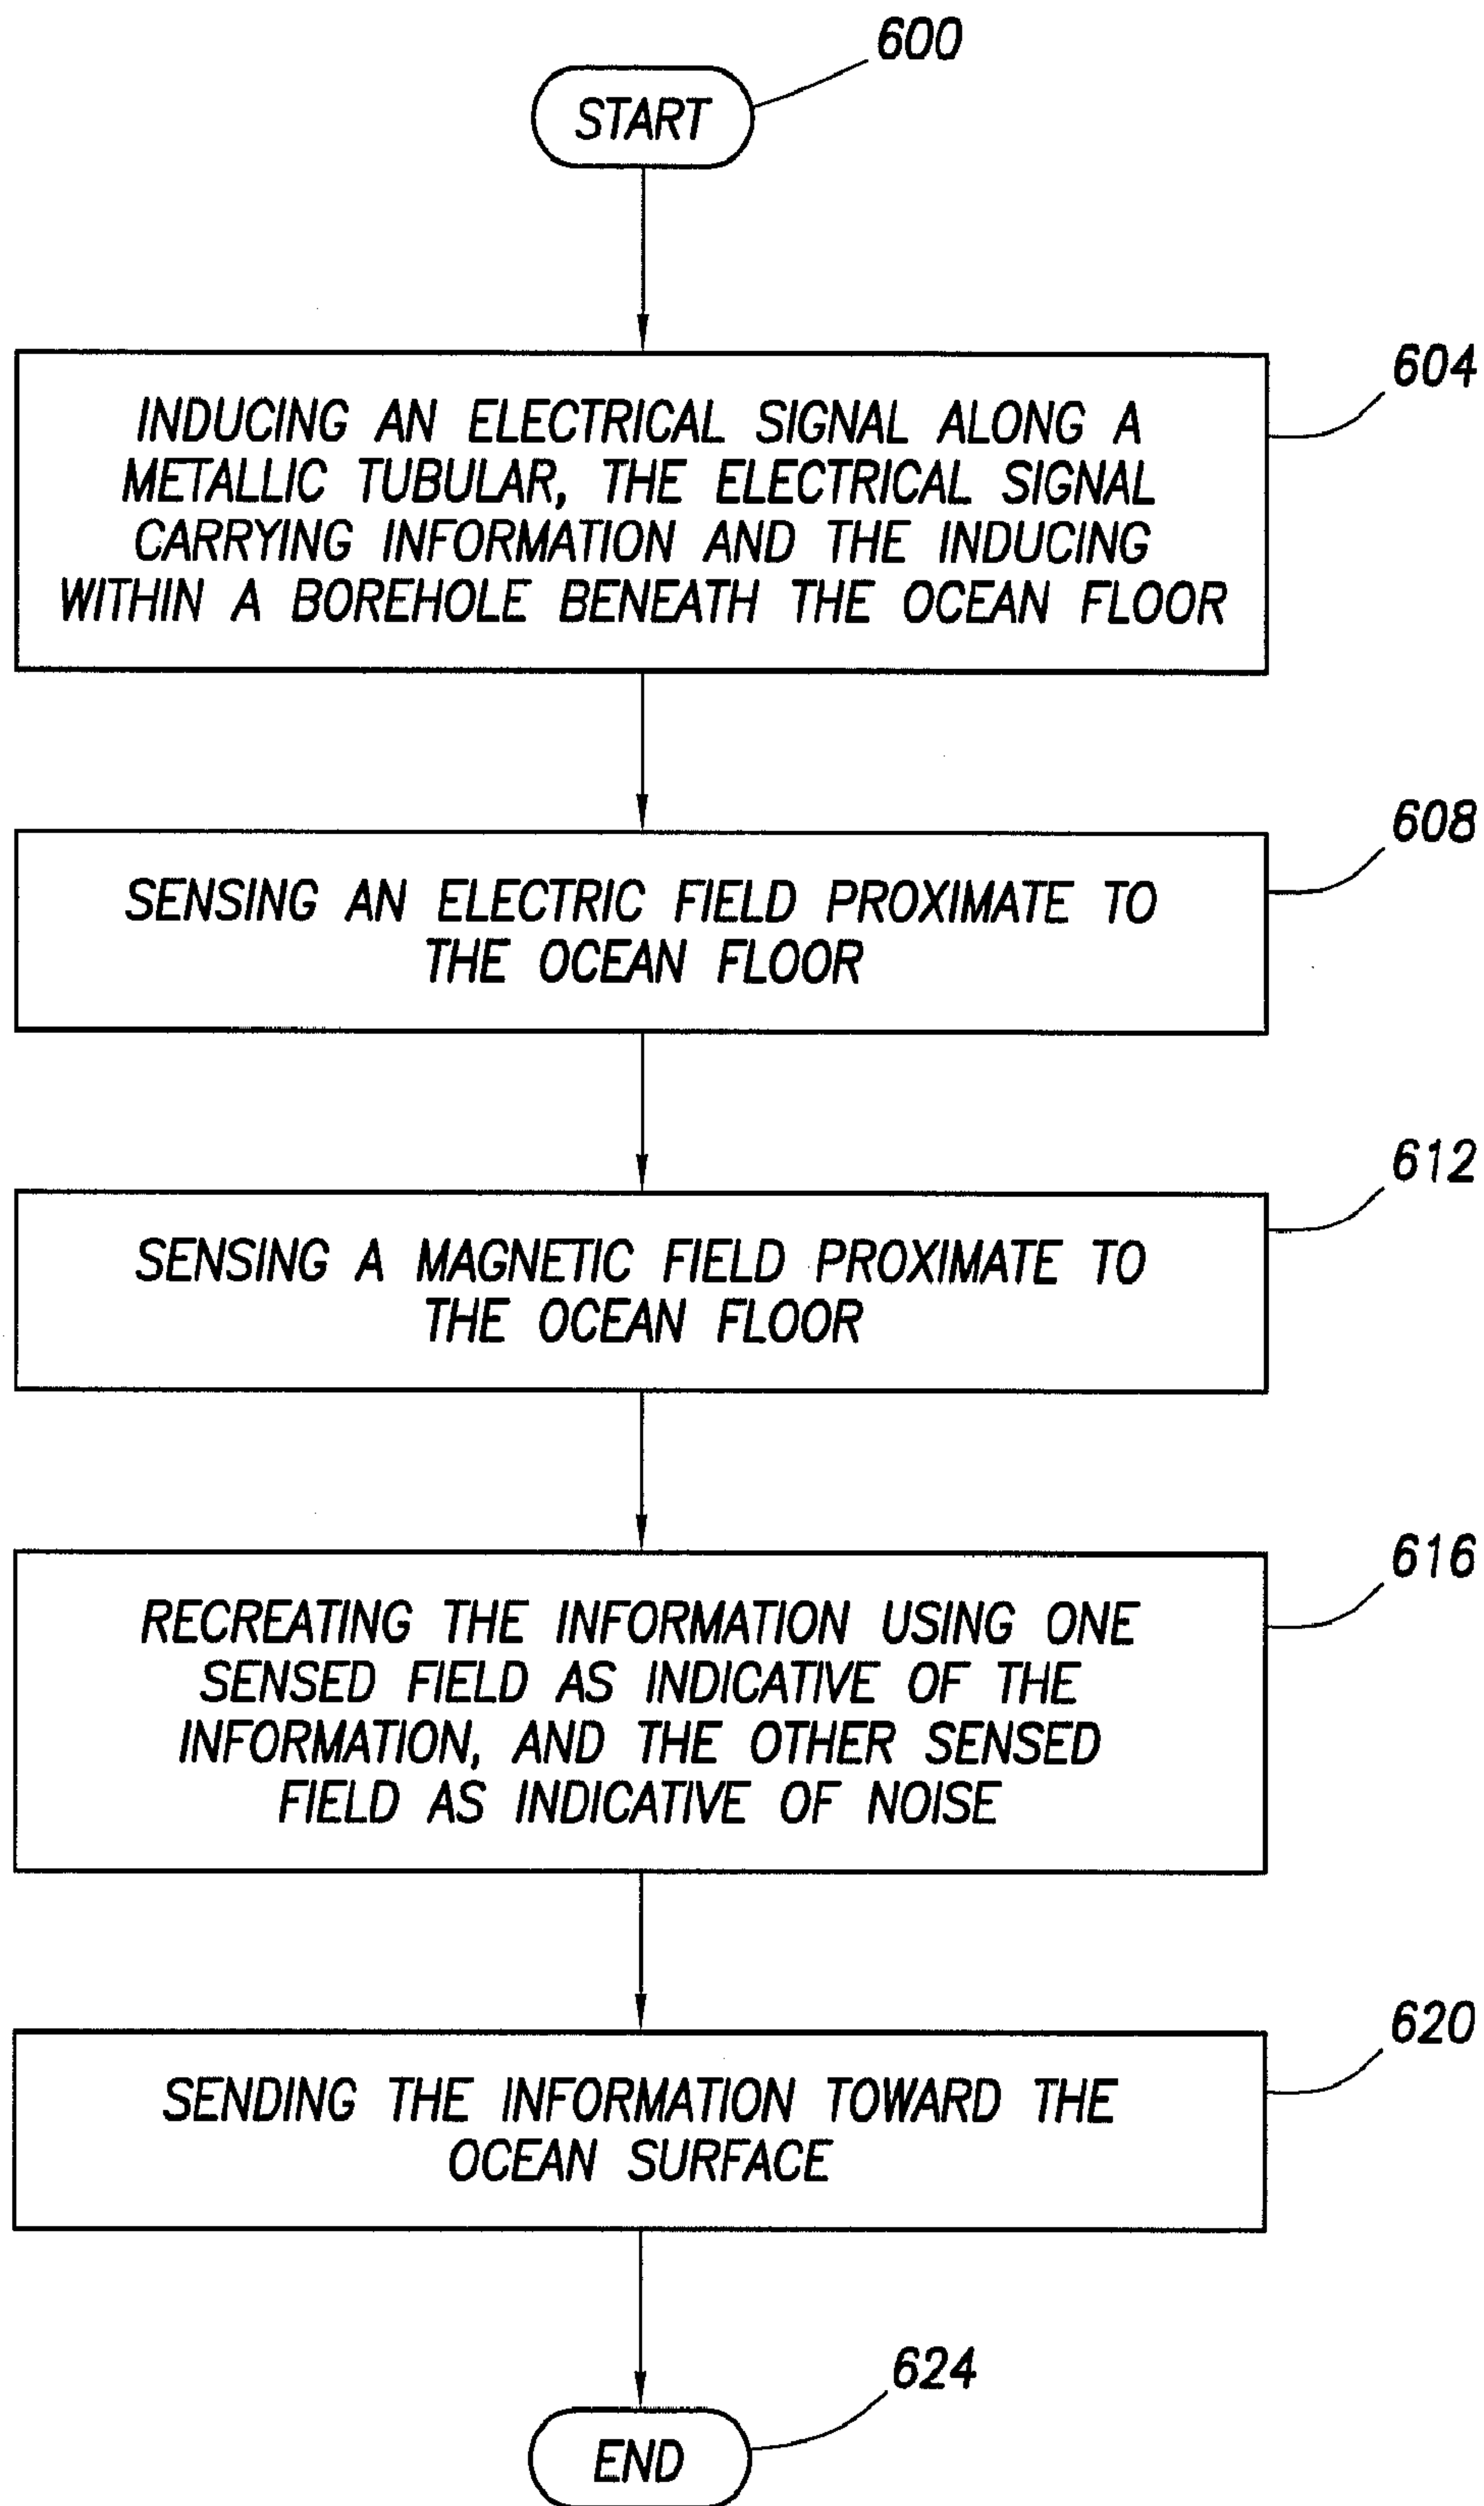 600
START
604
INDUCING AN ELECTRICAL SIGNAL ALONG A
METALLIC TUBULAR, THE ELECTRICAL SIGNAL
CARRYING INFORMATION AND THE INDUCING
WITHIN A BOREHOLE BENEATH THE OCEAN FLOOR
608
SENSING AN ELECTRIC FIELD PROXIMATE TO
THE OCEAN FLOOR
612
SENSING A MAGNETIC FIELD PROXIMATE TO
THE OCEAN FLOOR
616
RECREATING THE INFORMATION USING ONE
SENSED FIELD AS INDICATIVE OF THE
INFORMATION, AND THE OTHER SENSED
FIELD AS INDICATIVE OF NOISE
620
SENDING THE INFORMATION TOWARD THE
OCEAN SURFACE
624
END